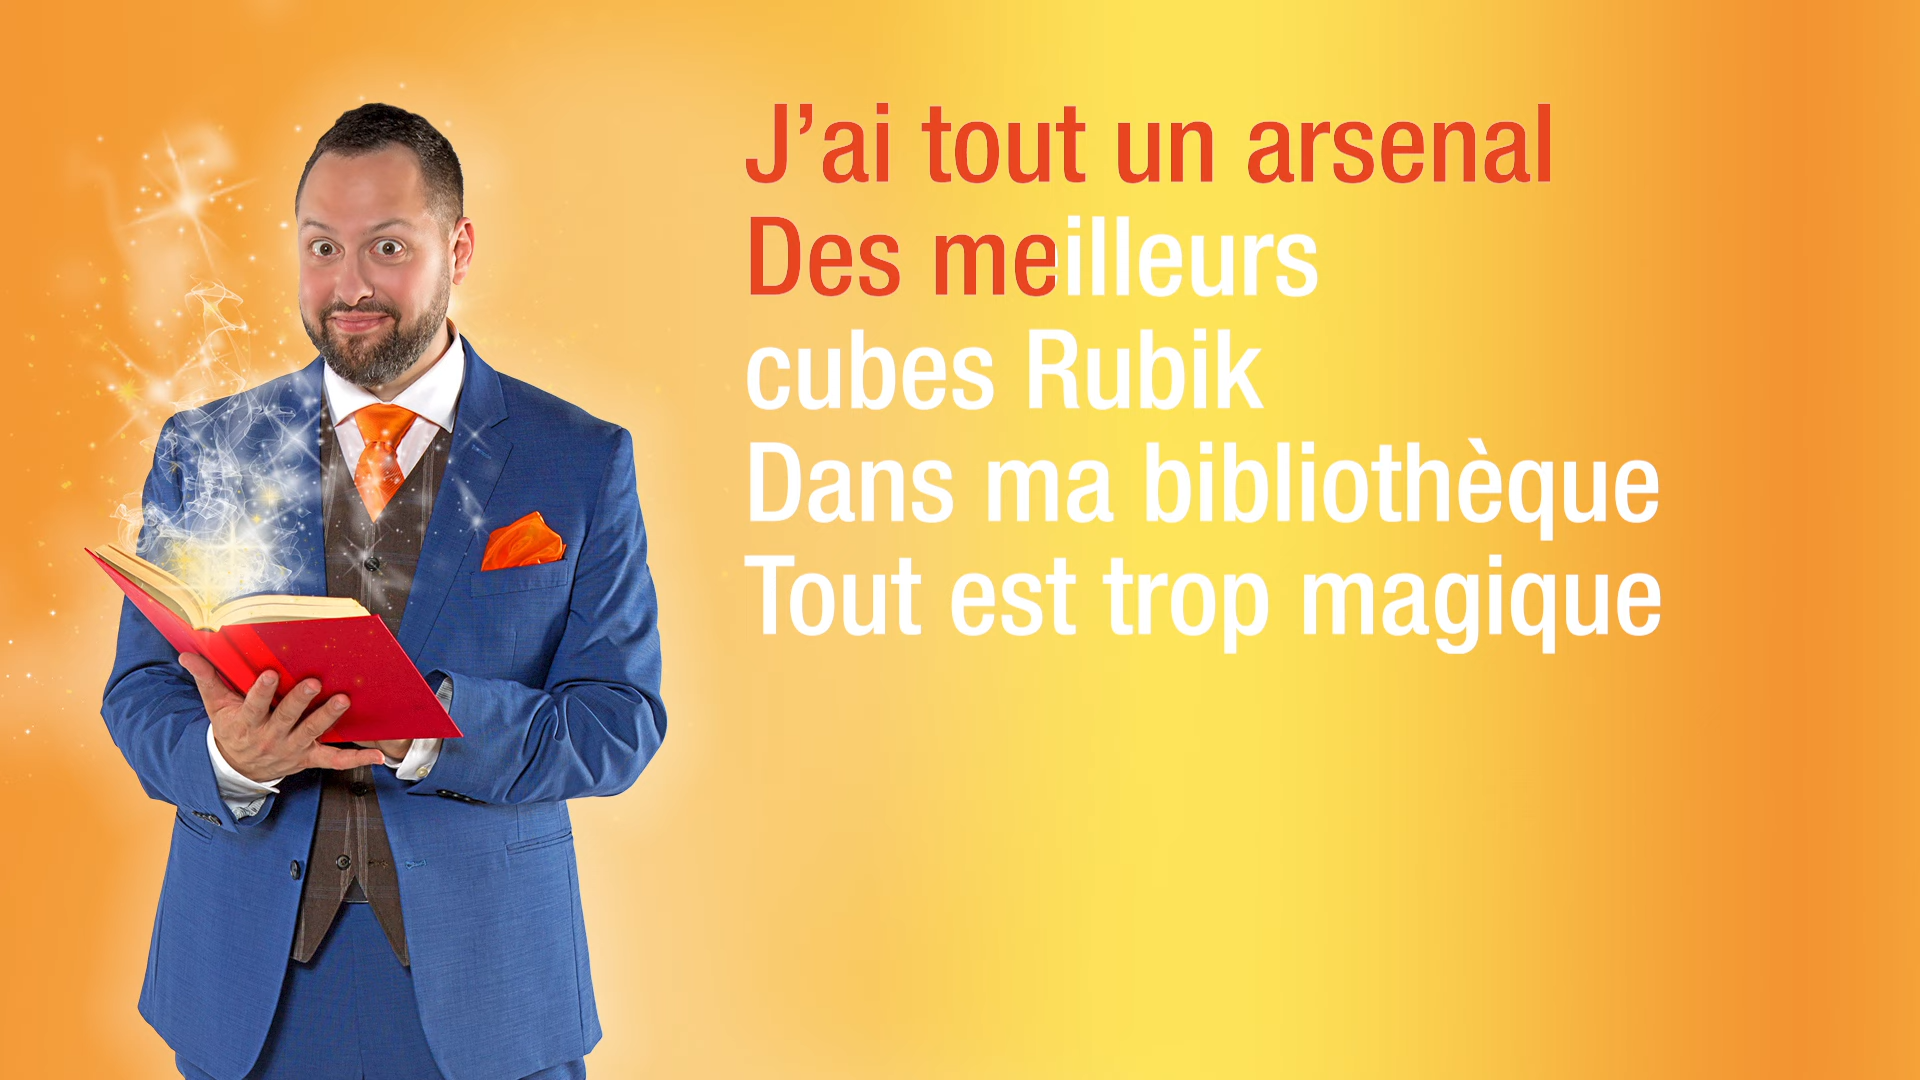 J’ai tout un arsenal
Des meilleurs
cubes Rubik
Dans ma bibliothèque
Tout est trop magique